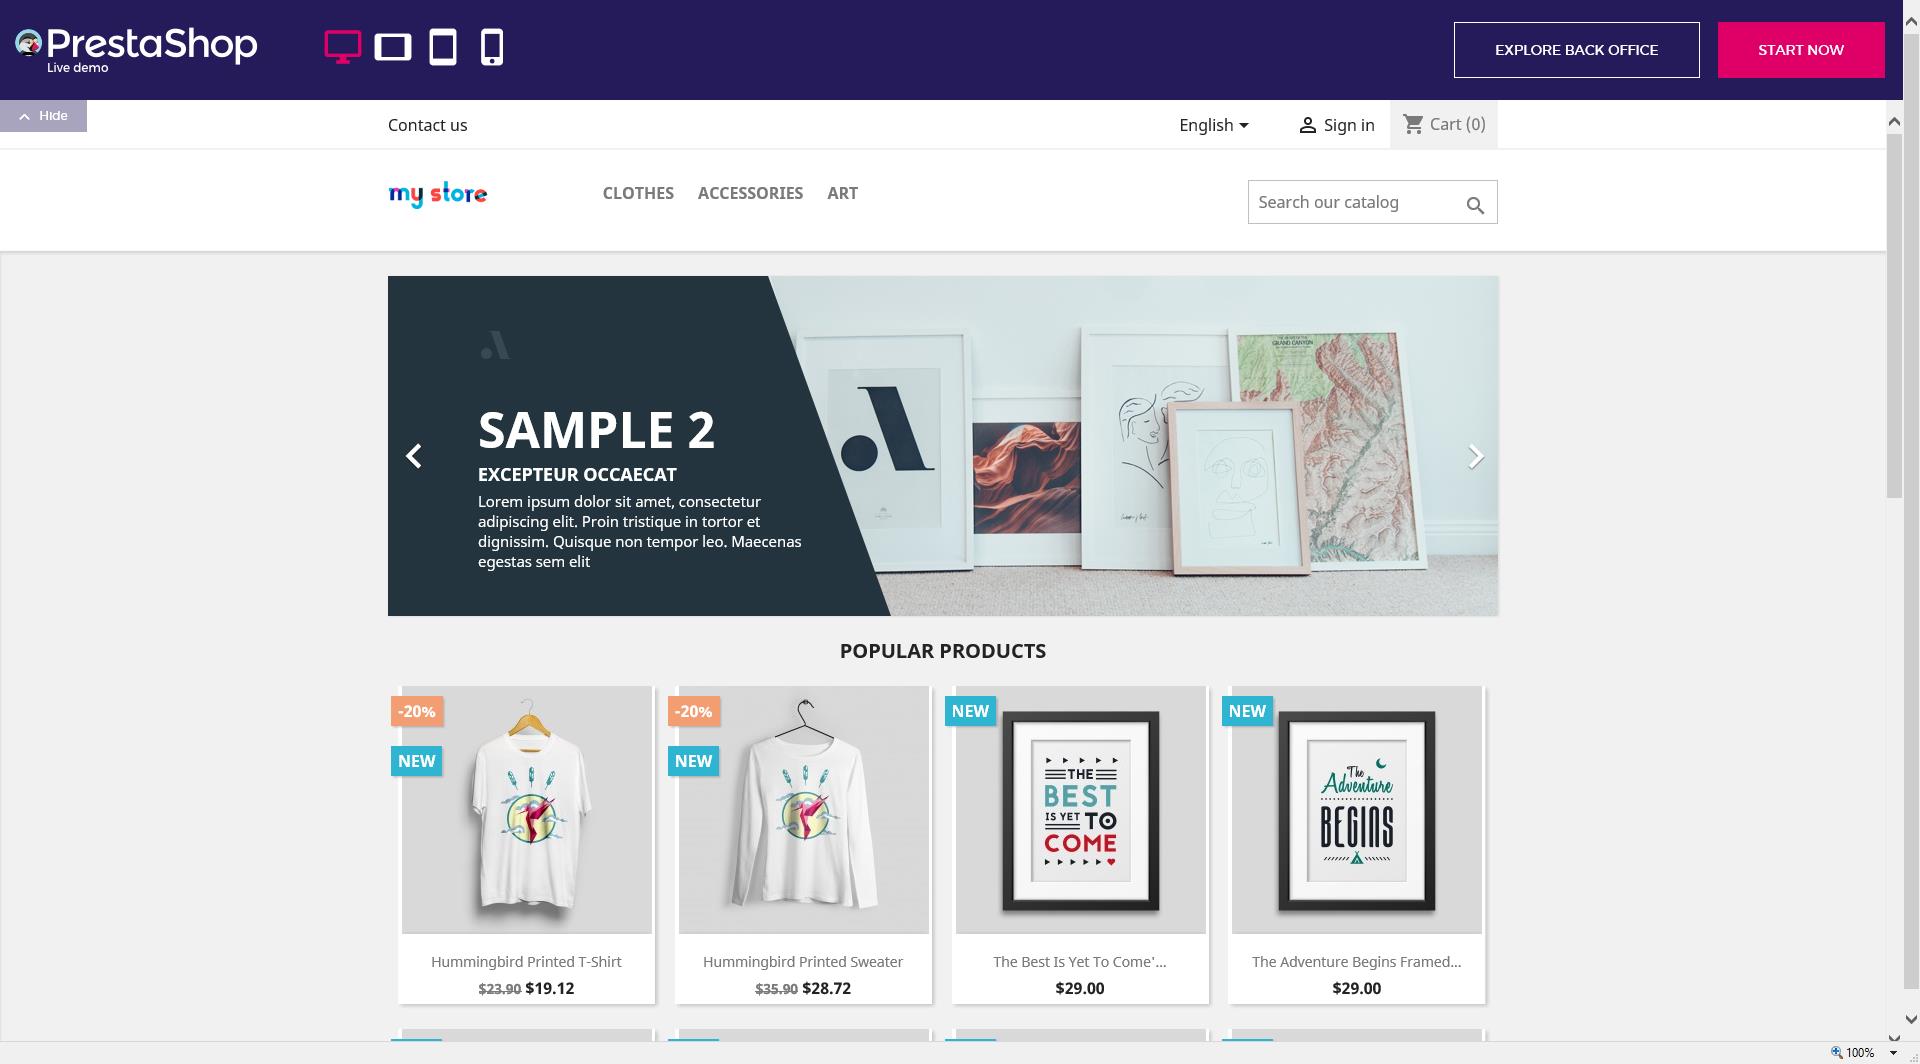 PrestaShop
Live demo
EXPLORE BACK OFFICE
START NOW
Hide
Contact us
English
Sign in
Cart (0)
my store
CLOTHES
ACCESSORIES
ART
Search our catalog
SAMPLE 2
EXCEPTEUR OCCAECAT
Lorem ipsum dolor sit amet, consectetur
adipiscing elit. Proin tristique in tortor et
dignissim. Quisque non tempor leo. Maecenas
egestas sem elit
GRAND CANYON
POPULAR PRODUCTS
-20%
NEW
-20%
NEW
NEW
THE
BEST
IS YET TO
COME
NEW
The
Adventure
BEGINS
Hummingbird Printed T-Shirt
$23.90 $19.12
Hummingbird Printed Sweater
$35.90 $28.72
The Best Is Yet To Come'...
$29.00
The Adventure Begins Framed...
$29.00
100%